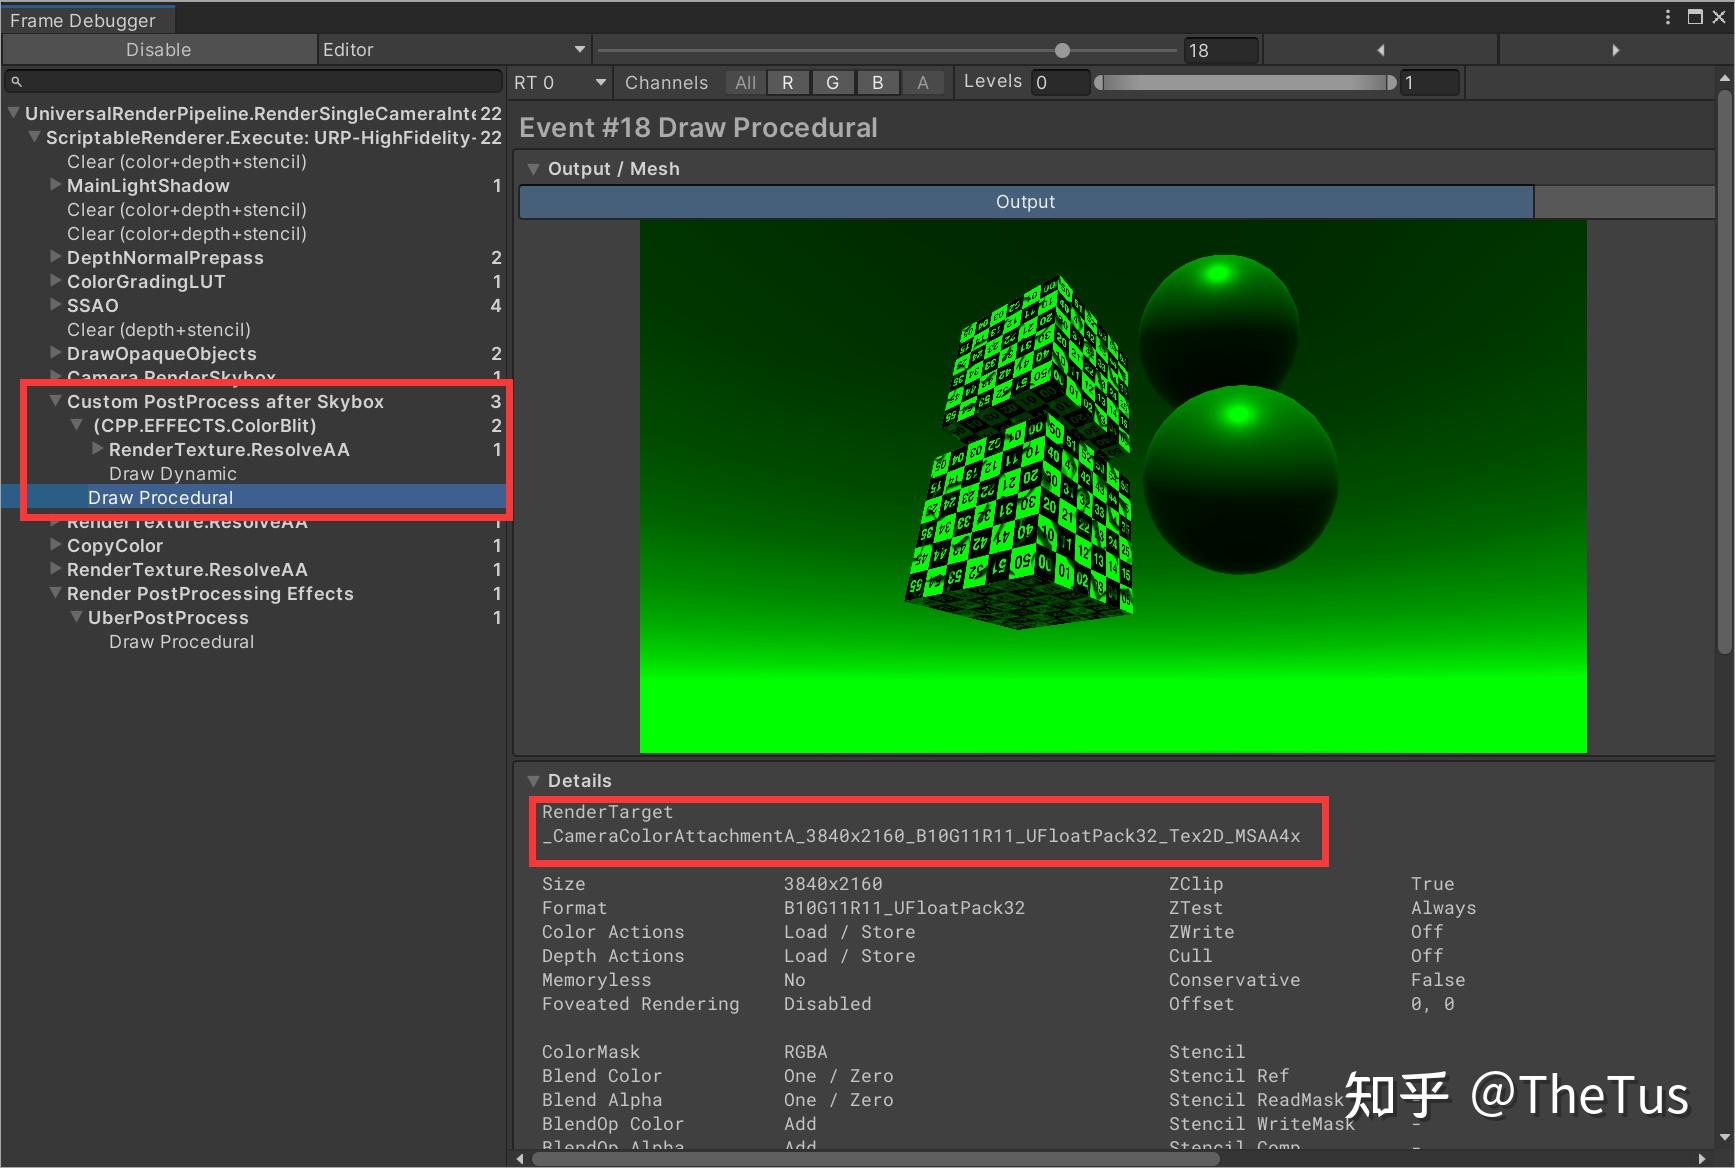 Frame Debugger
Disable
Editor
18
RT 0
Channels
All
R
G
B
A
Levels
0
1
UniversalRenderPipeline.RenderSingleCameraInt
22
ScriptableRenderer.Execute: URP-HighFidelity-
22
Clear (color+depth+stencil)
MainLightShadow
1
Clear (color+depth+stencil)
Clear (color+depth+stencil)
DepthNormalPrepass
2
ColorGradingLUT
1
SSAO
4
Clear (depth+stencil)
DrawOpaqueObjects
2
Camera.RenderSkybox
1
Custom PostProcess after Skybox
3
(CPP.EFFECTS.ColorBlit)
2
RenderTexture.ResolveAA
1
Draw Dynamic
Draw Procedural
RenderTexture.ResolveAA
1
CopyColor
1
RenderTexture.ResolveAA
1
Render PostProcessing Effects
1
UberPostProcess
1
Draw Procedural
Event #18 Draw Procedural
Output / Mesh
Output
Details
RenderTarget
_CameraColorAttachmentA_3840x2160_B10G11R11_UFloatPack32_Tex2D_MSAA4x
Size 3840x2160 ZClip True
Format B10G11R11_UFloatPack32 ZTest Always
Color Actions Load / Store ZWrite Off
Depth Actions Load / Store Cull Off
Memoryless No Conservative False
Foveated Rendering Disabled Offset 0, 0
ColorMask RGBA Stencil
Blend Color One / Zero Stencil Ref
Blend Alpha One / Zero Stencil ReadMask
BlendOp Color Add Stencil WriteMask -
BlendOp Alpha Add Stencil Comp -
知乎 @TheTus